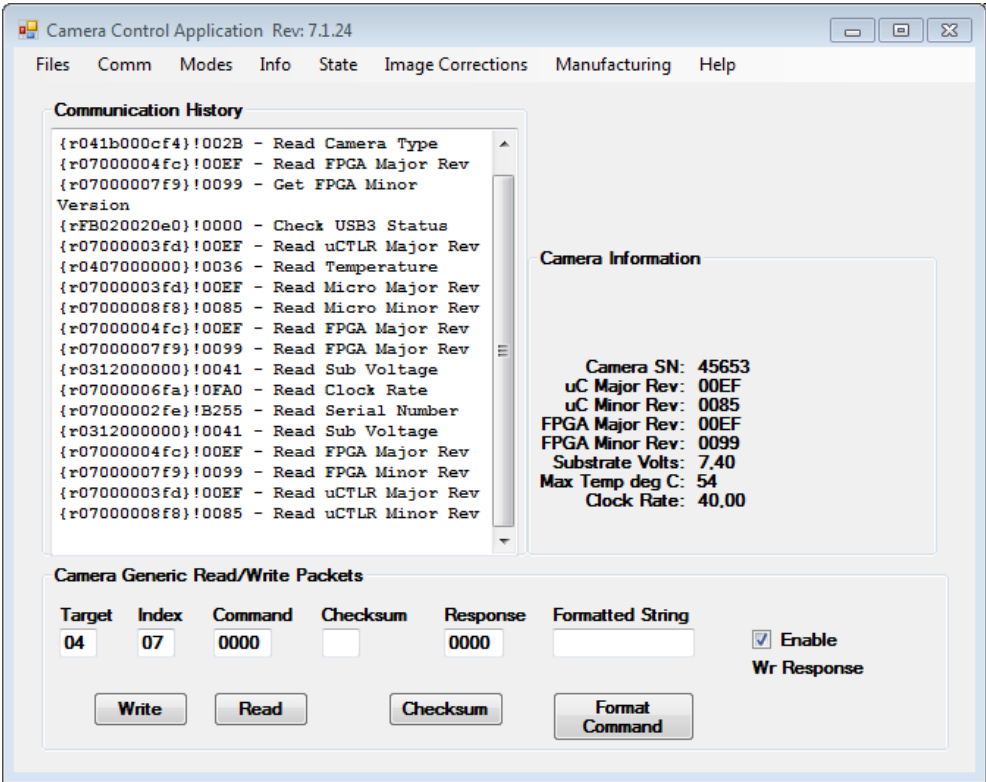 Camera Control Application Rev: 7.1.24
Files Comm Modes Info State Image Corrections Manufacturing Help
Communication History
{r041b000cf4}!002B - Read Camera Type
{r07000004fc}!00EF - Read FPGA Major Rev
{r07000007f9}!0099 - Get FPGA Minor
Version
{rFB020020e0}!0000 - Check USB3 Status
{r07000003fd}!00EF - Read uCTLR Major Rev
{r0407000000}!0036 - Read Temperature
{r07000003fd}!00EF - Read Micro Major Rev
{r07000008f8}!0085 - Read Micro Minor Rev
{r07000004fc}!00EF - Read FPGA Major Rev
{r07000007f9}!0099 - Read FPGA Major Rev
{r0312000000}!0041 - Read Sub Voltage
{r07000006fa}!0FA0 - Read Clock Rate
{r07000002fe}!B255 - Read Serial Number
{r0312000000}!0041 - Read Sub Voltage
{r07000004fc}!00EF - Read FPGA Major Rev
{r07000007f9}!0099 - Read FPGA Minor Rev
{r07000003fd}!00EF - Read uCTLR Major Rev
{r07000008f8}!0085 - Read uCTLR Minor Rev
Camera Information
Camera SN: 45653
uC Major Rev: 00EF
uC Minor Rev: 0085
FPGA Major Rev: 00EF
FPGA Minor Rev: 0099
Substrate Volts: 7.40
Max Temp deg C: 54
Clock Rate: 40.00
Camera Generic Read/Write Packets
Target Index Command Checksum Response Formatted String
04 07 0000 0000
Enable
Wr Response
Write Read Checksum Format
Command